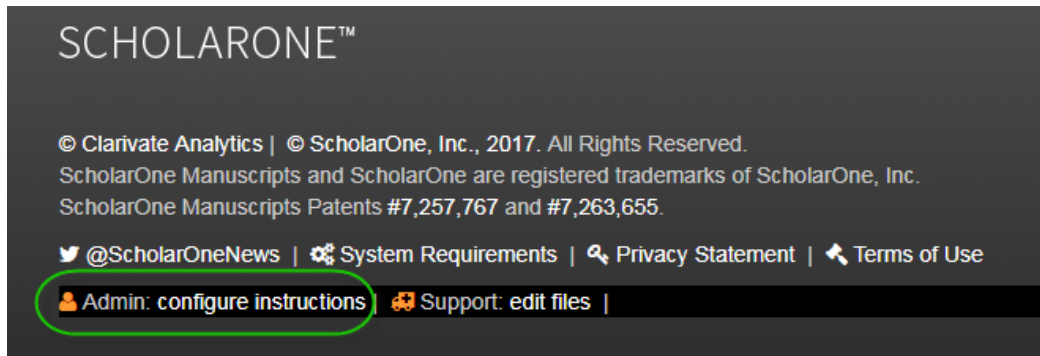 SCHOLARONE™
© Clarivate Analytics | © ScholarOne, Inc., 2017. All Rights Reserved.
ScholarOne Manuscripts and ScholarOne are registered trademarks of ScholarOne, Inc.
ScholarOne Manuscripts Patents #7,257,767 and #7,263,655.
@ScholarOneNews | System Requirements | Privacy Statement | Terms of Use
Admin: configure instructions | Support: edit files |